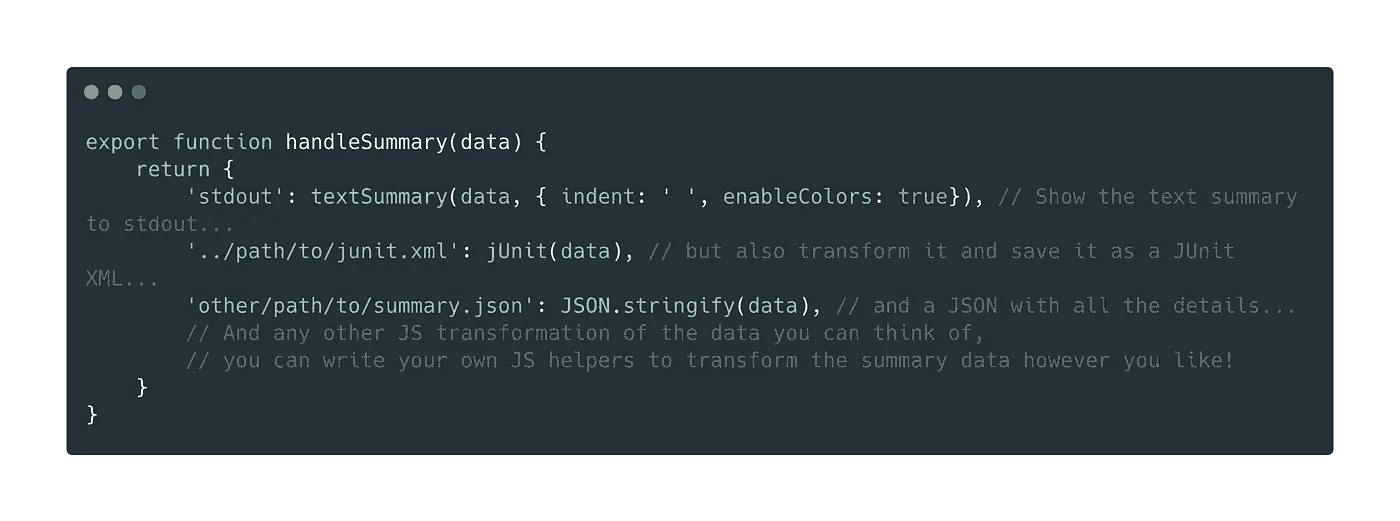 export function handleSummary(data) {
    return {
        'stdout': textSummary(data, { indent: ' ', enableColors: true}), // Show the text summary
to stdout...
        '../path/to/junit.xml': jUnit(data), // but also transform it and save it as a JUnit
XML...
        'other/path/to/summary.json': JSON.stringify(data), // and a JSON with all the details...
        // And any other JS transformation of the data you can think of,
        // you can write your own JS helpers to transform the summary data however you like!
    }
}